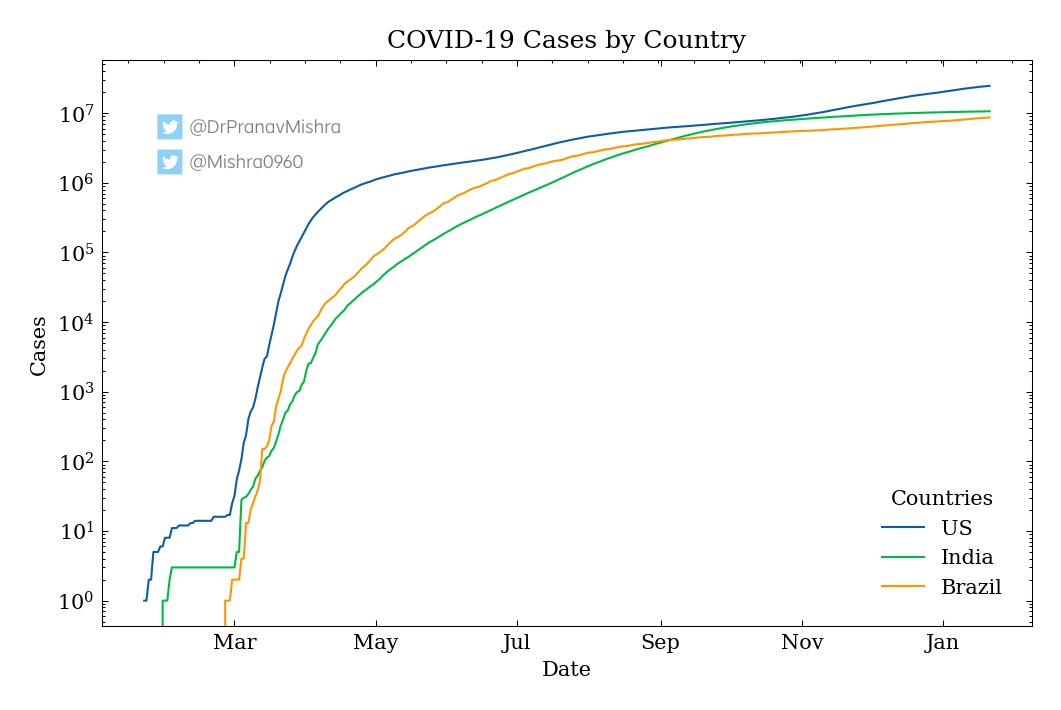 COVID-19 Cases by Country
@DrPranavMishra
@Mishra0960
10⁷
10⁶
10⁵
10⁴
10³
10²
10¹
10⁰
Cases
Countries
US
India
Brazil
Mar May Jul Sep Nov Jan
Date